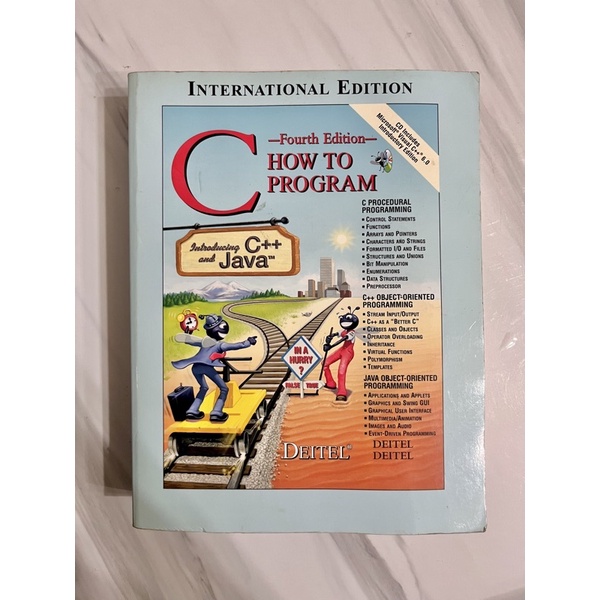 INTERNATIONAL EDITION
CD Includes
Microsoft® Visual C++® 6.0
Introductory Edition
—Fourth Edition—
C
HOW TO
PROGRAM
Introducing C++
and Java™
C PROCEDURAL
PROGRAMMING
• CONTROL STATEMENTS
• FUNCTIONS
• ARRAYS AND POINTERS
• CHARACTERS AND STRINGS
• FORMATTED I/O AND FILES
• STRUCTURES AND UNIONS
• BIT MANIPULATION
• ENUMERATIONS
• DATA STRUCTURES
• PREPROCESSOR
C++ OBJECT-ORIENTED
PROGRAMMING
• STREAM INPUT/OUTPUT
• C++ AS A "BETTER C"
• CLASSES AND OBJECTS
• OPERATOR OVERLOADING
• INHERITANCE
• VIRTUAL FUNCTIONS
• POLYMORPHISM
• TEMPLATES
JAVA OBJECT-ORIENTED
PROGRAMMING
• APPLICATIONS AND APPLETS
• GRAPHICS AND SWING GUI
• GRAPHICAL USER INTERFACE
• MULTIMEDIA/ANIMATION
• IMAGES AND AUDIO
• EVENT-DRIVEN PROGRAMMING
IN A
HURRY
?
FALSE TRUE
DEITEL®
DEITEL
DEITEL